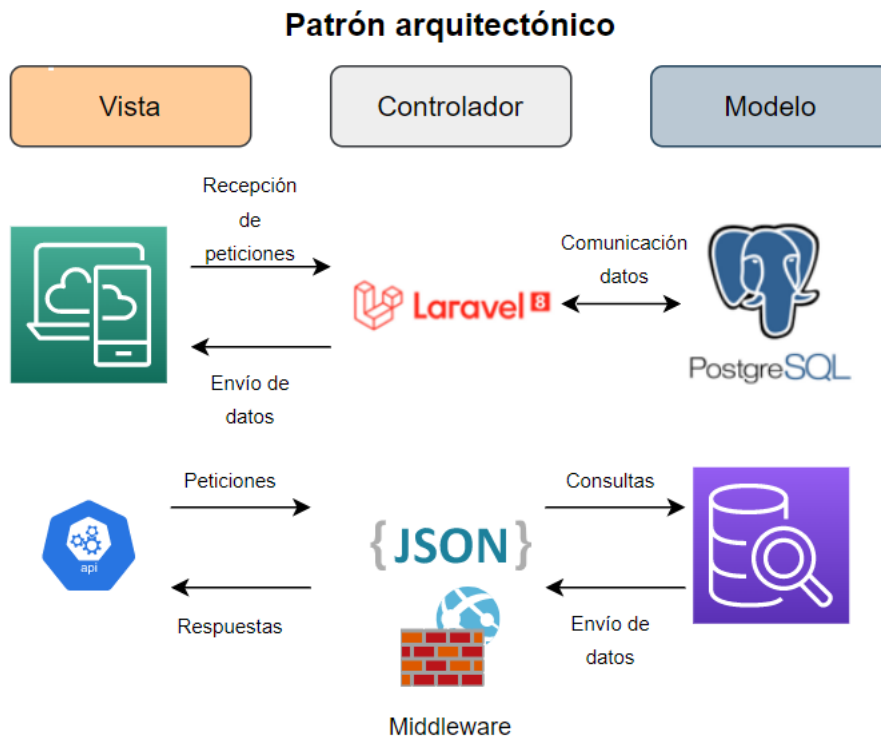 Patrón arquitectónico
Vista
Controlador
Modelo
Recepción
de
peticiones
Comunicación
datos
Laravel 8
PostgreSQL
Envío de
datos
Peticiones
Consultas
api
{JSON}
Respuestas
Envío de
datos
Middleware